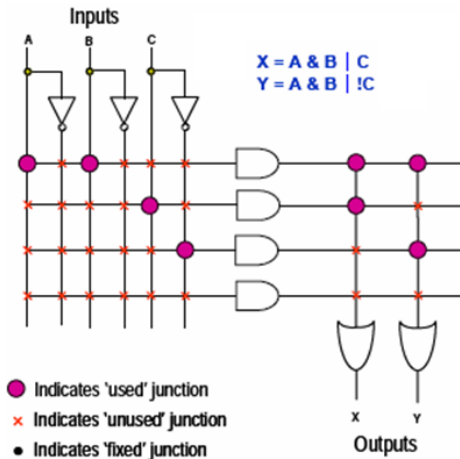 Inputs
A B C
X = A & B | C
Y = A & B | !C
Indicates 'used' junction
Indicates 'unused' junction
Indicates 'fixed' junction
X Y
Outputs